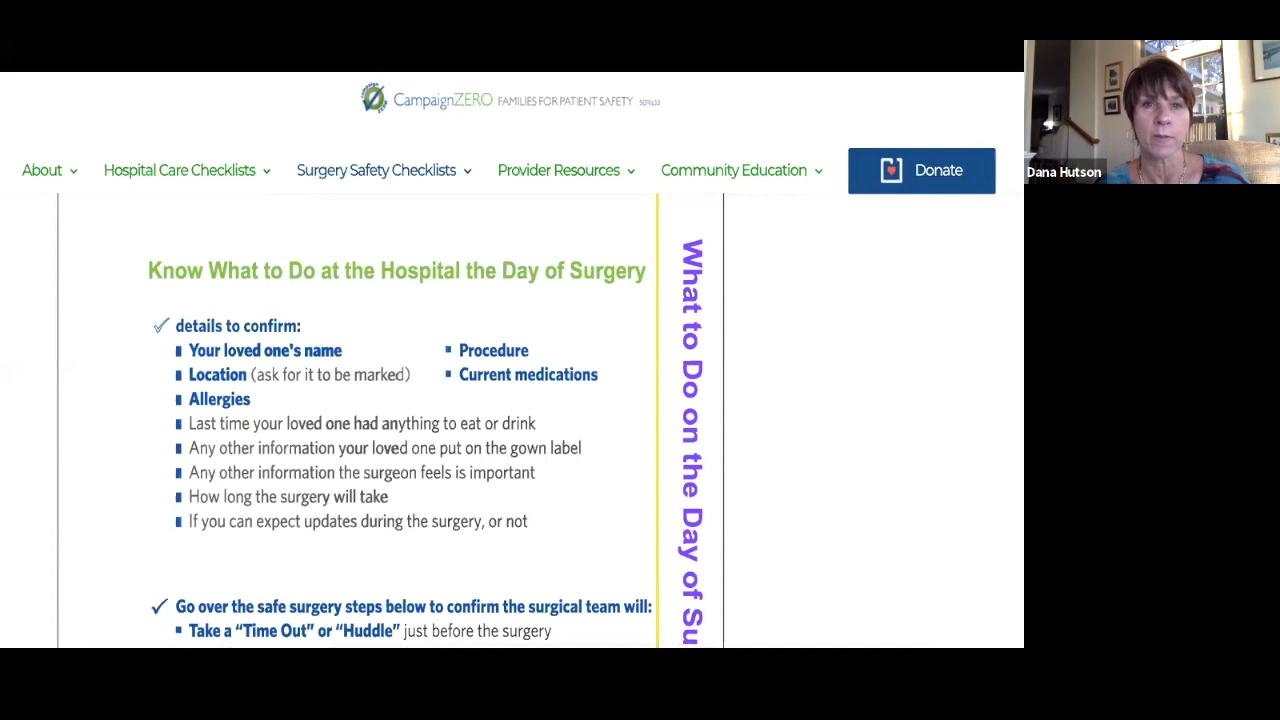 CampaignZERO FAMILIES FOR PATIENT SAFETY
About
Hospital Care Checklists
Surgery Safety Checklists
Provider Resources
Community Education
Donate
Dana Hutson
Know What to Do at the Hospital the Day of Surgery
details to confirm:
Your loved one's name
Procedure
Location (ask for it to be marked)
Current medications
Allergies
Last time your loved one had anything to eat or drink
Any other information your loved one put on the gown label
Any other information the surgeon feels is important
How long the surgery will take
If you can expect updates during the surgery, or not
Go over the safe surgery steps below to confirm the surgical team will:
Take a “Time Out” or “Huddle” just before the surgery
What to Do on the Day of Su